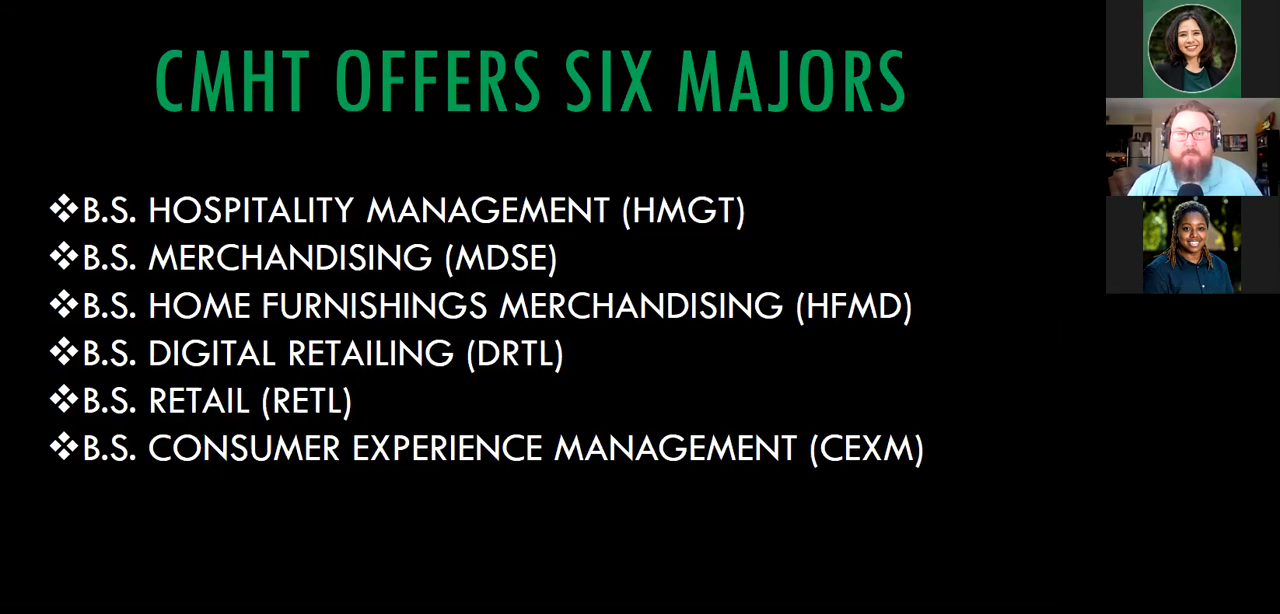 CMHT OFFERS SIX MAJORS
❖B.S. HOSPITALITY MANAGEMENT (HMGT)
❖B.S. MERCHANDISING (MDSE)
❖B.S. HOME FURNISHINGS MERCHANDISING (HFMD)
❖B.S. DIGITAL RETAILING (DRTL)
❖B.S. RETAIL (RETL)
❖B.S. CONSUMER EXPERIENCE MANAGEMENT (CEXM)